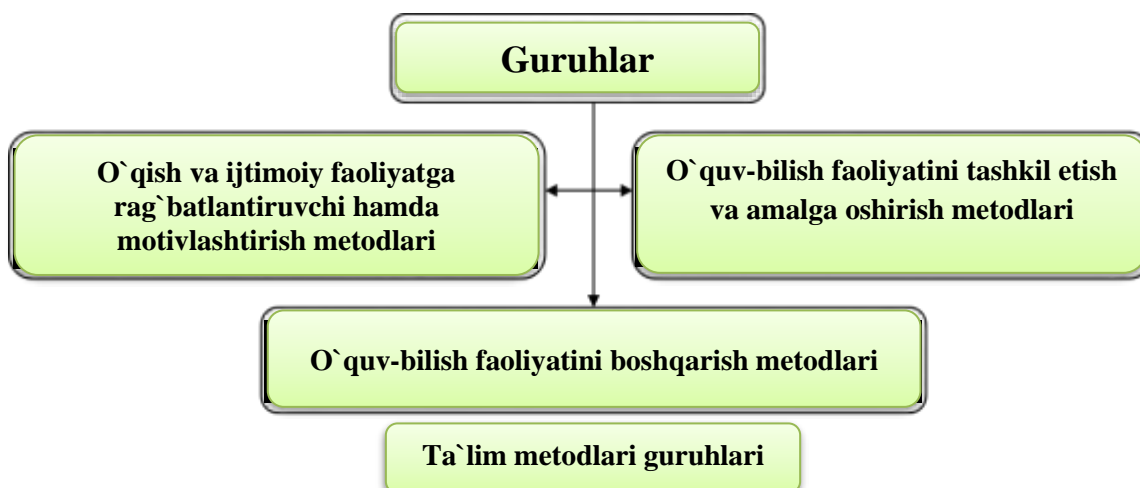 Guruhlar
O`qish va ijtimoiy faoliyatga
rag`batlantiruvchi hamda
motivlashtirish metodlari
O`quv-bilish faoliyatini tashkil etish
va amalga oshirish metodlari
O`quv-bilish faoliyatini boshqarish metodlari
Ta`lim metodlari guruhlari